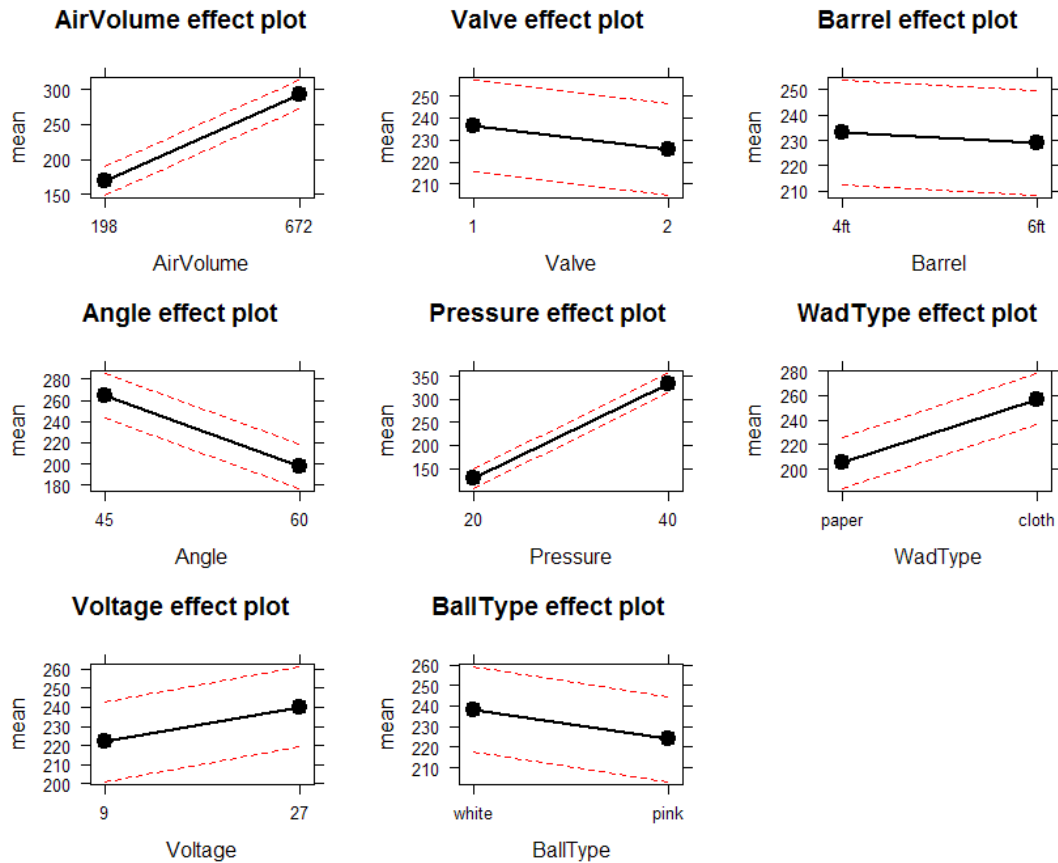 AirVolume effect plot
mean
300
250
200
150
198 672
AirVolume
Valve effect plot
mean
250
240
230
220
210
1 2
Valve
Barrel effect plot
mean
250
240
230
220
210
4ft 6ft
Barrel
Angle effect plot
mean
280
260
240
220
200
180
45 60
Angle
Pressure effect plot
mean
350
300
250
200
150
20 40
Pressure
WadType effect plot
mean
280
260
240
220
200
paper cloth
WadType
Voltage effect plot
mean
260
250
240
230
220
210
200
9 27
Voltage
BallType effect plot
mean
260
250
240
230
220
210
white pink
BallType